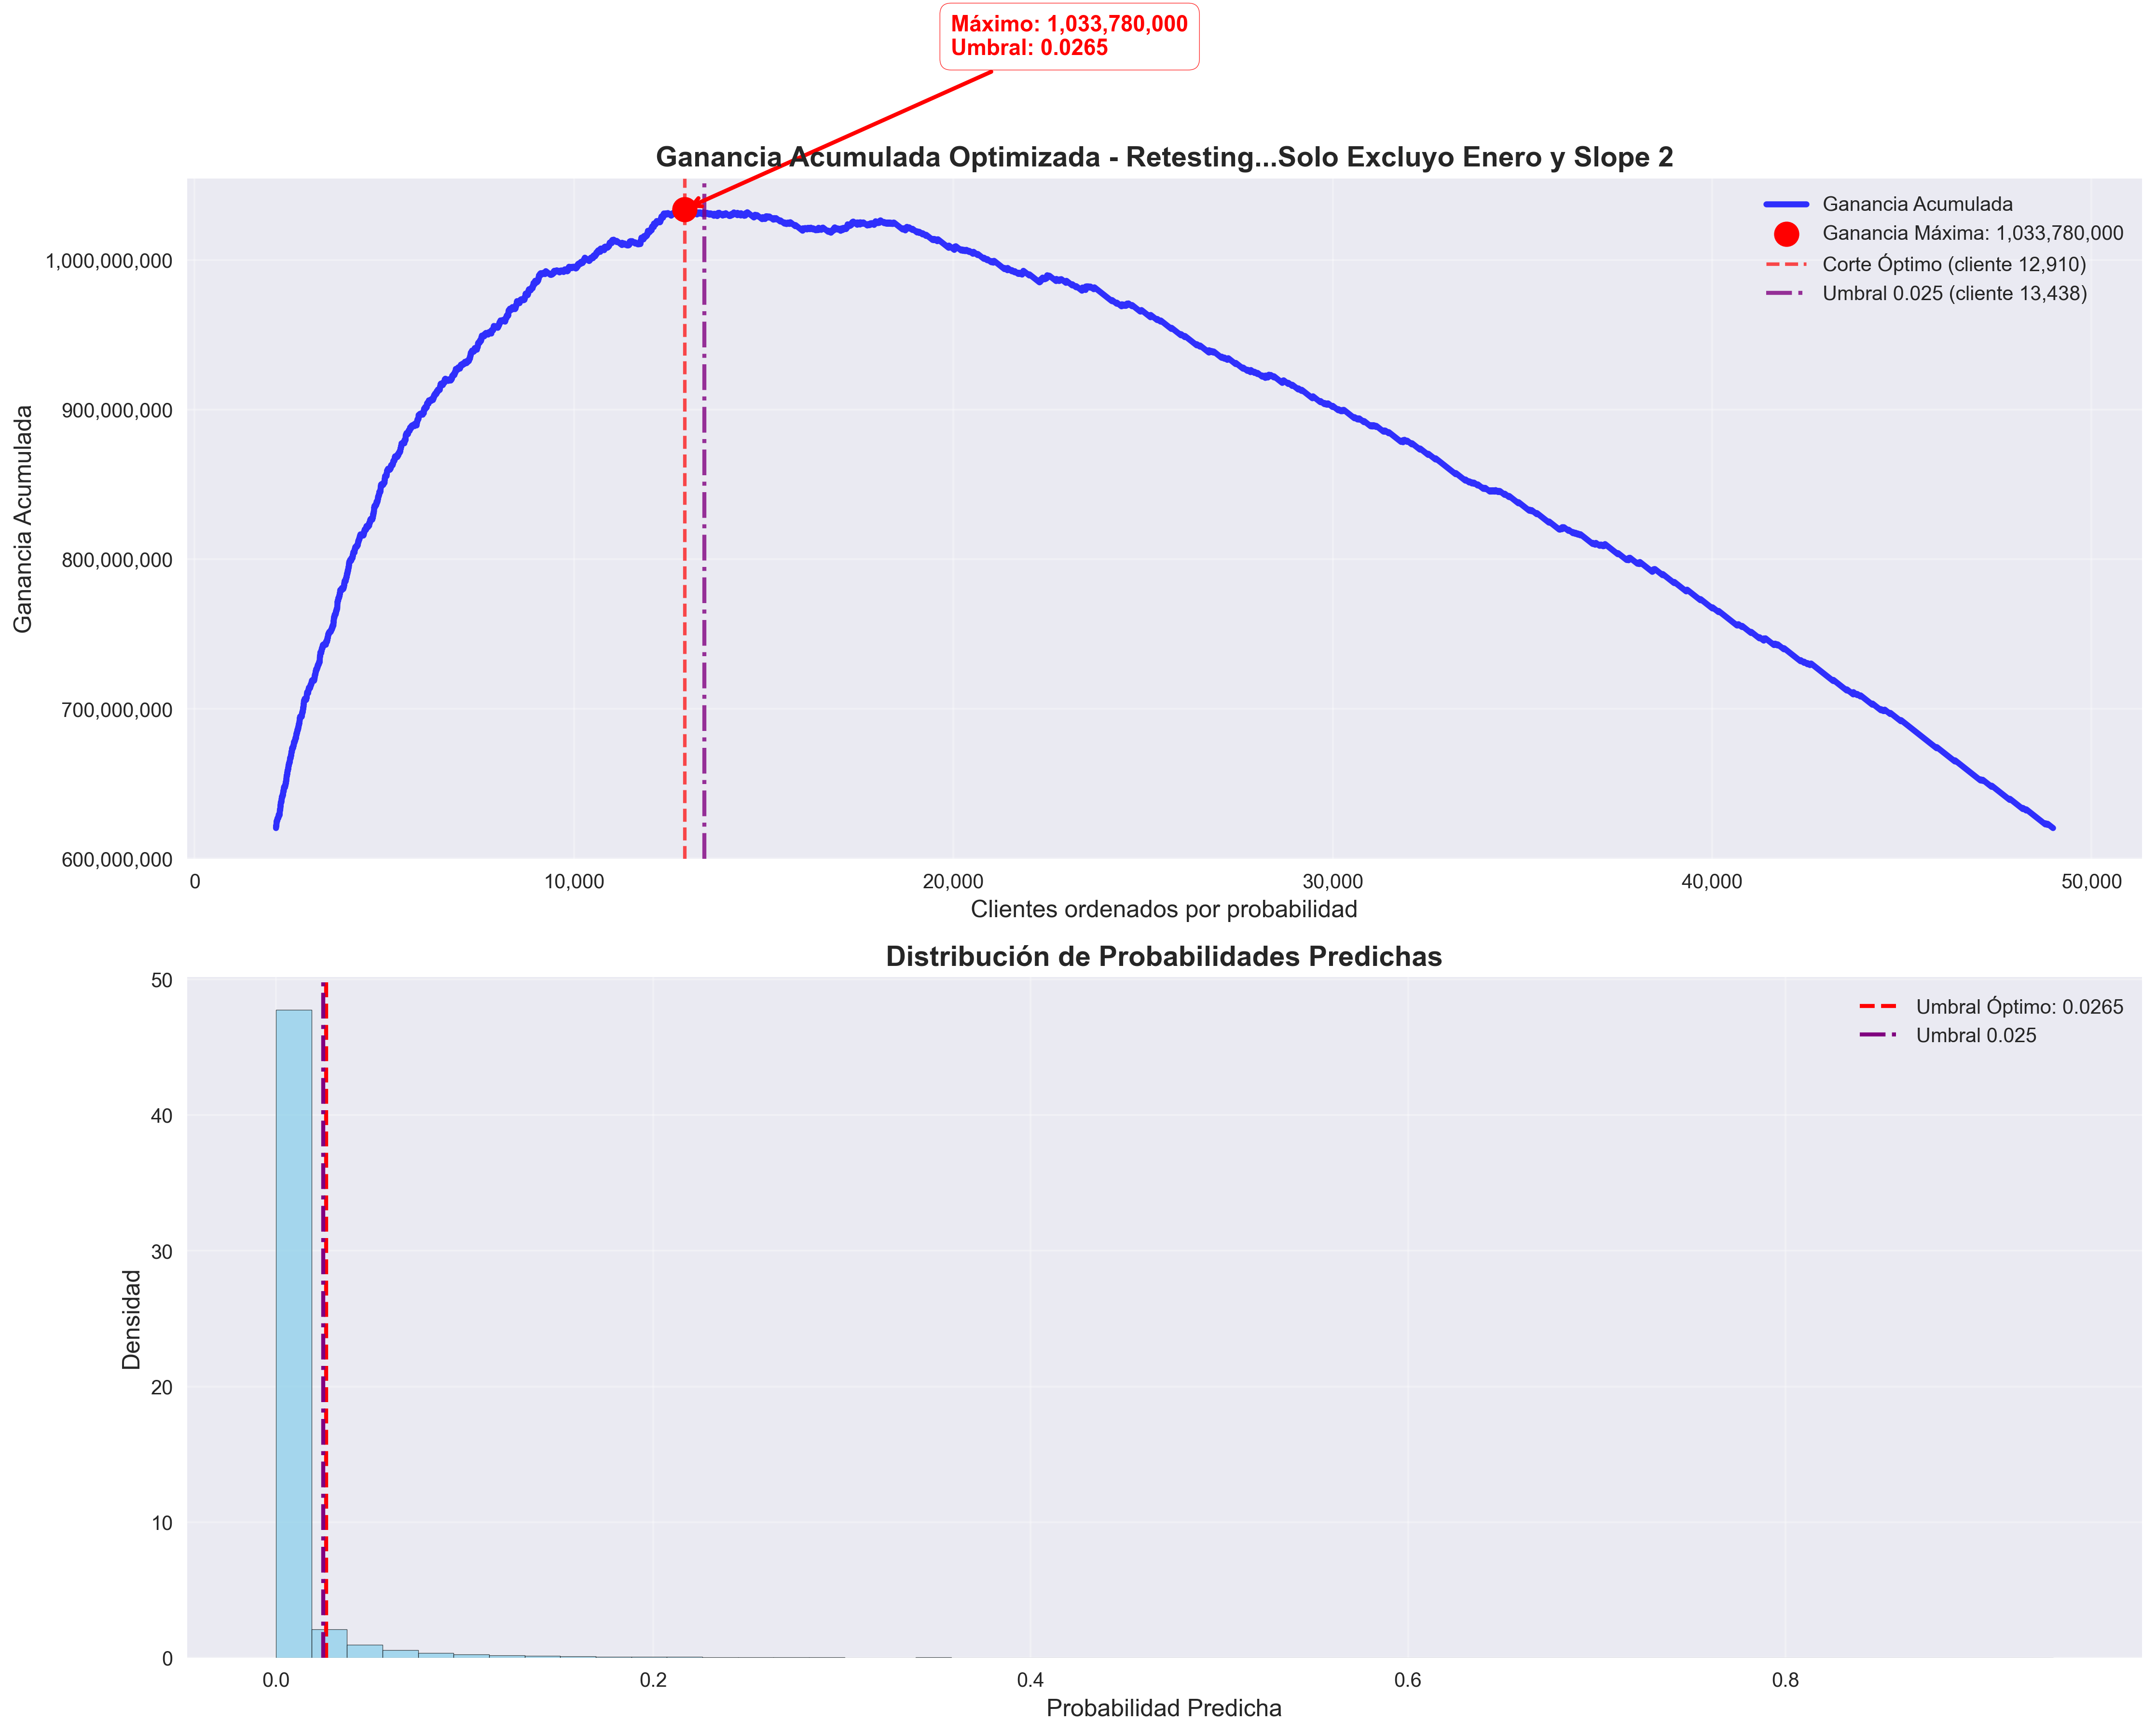 Máximo: 1,033,780,000
Umbral: 0.0265
Ganancia Acumulada Optimizada - Retesting...Solo Excluyo Enero y Slope 2
Ganancia Acumulada
Ganancia Máxima: 1,033,780,000
Corte Óptimo (cliente 12,910)
Umbral 0.025 (cliente 13,438)
Ganancia Acumulada
1,000,000,000
900,000,000
800,000,000
700,000,000
600,000,000
0
10,000
20,000
30,000
40,000
50,000
Clientes ordenados por probabilidad
Distribución de Probabilidades Predichas
Umbral Óptimo: 0.0265
Umbral 0.025
Densidad
50
40
30
20
10
0
0.0
0.2
0.4
0.6
0.8
Probabilidad Predicha